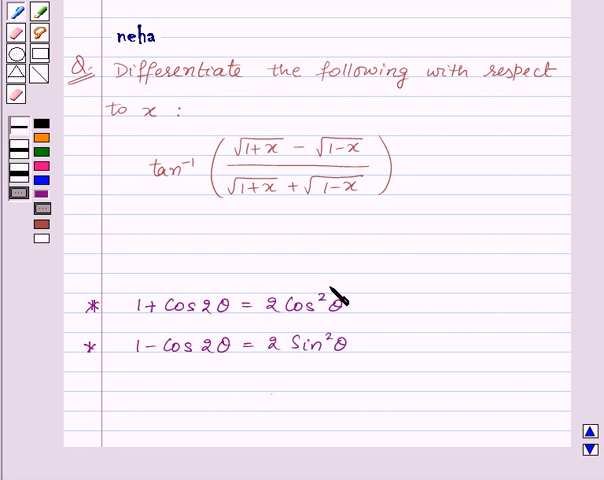 neha
Q. Differentiate the following with respect
to x :
tan⁻¹ ( (√1+x − √1−x) / (√1+x + √1−x) )
* 1 + cos 2θ = 2 cos²θ
* 1 − cos 2θ = 2 sin²θ